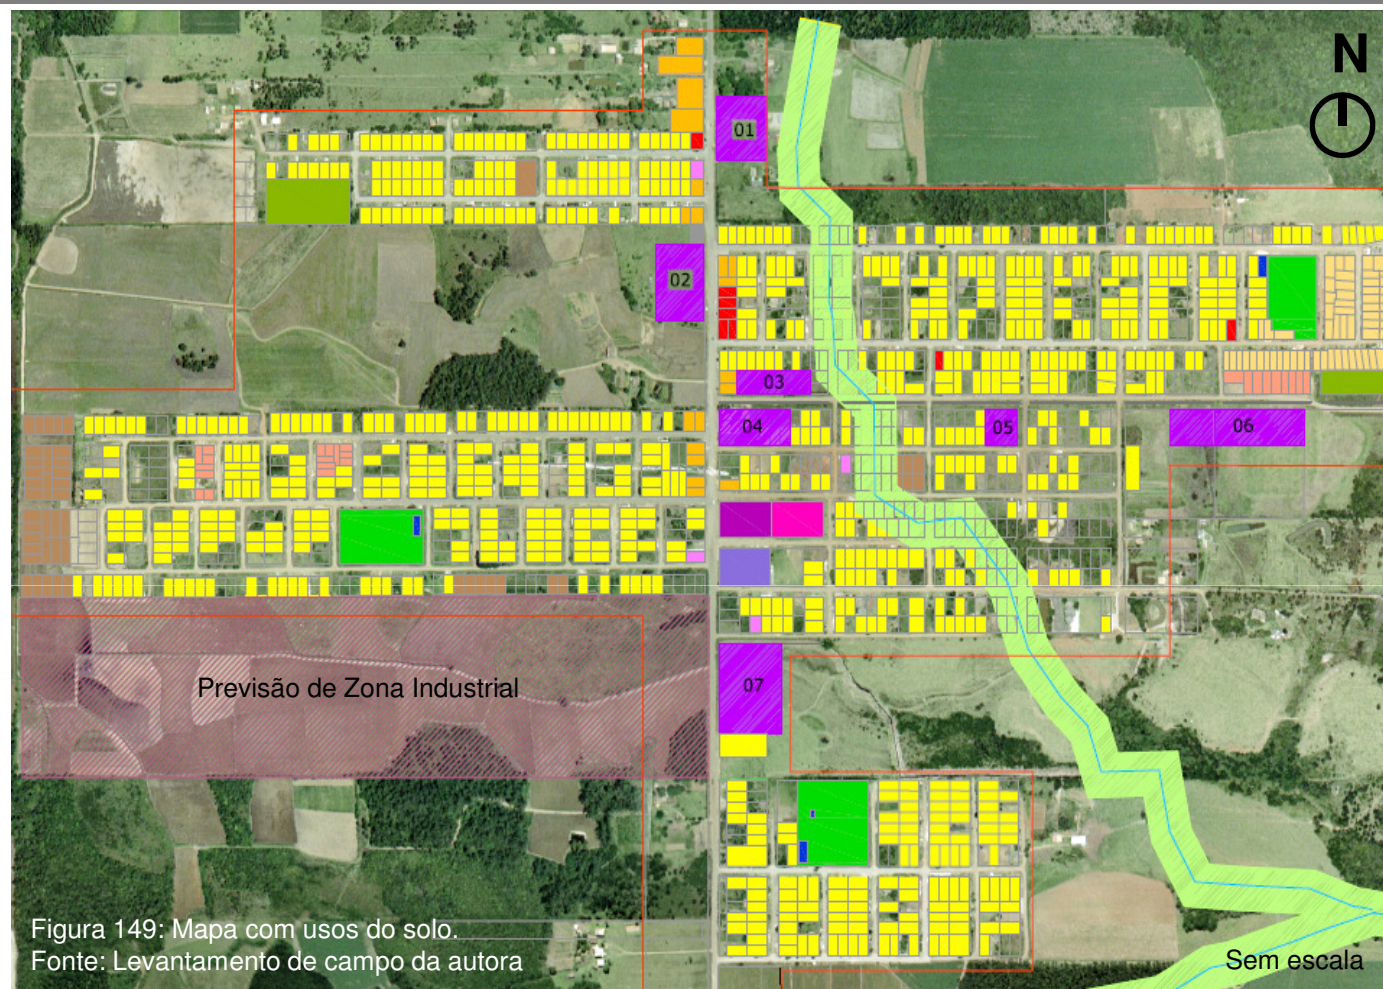 N
01
02
03
04
05
06
07
Previsão de Zona Industrial
Figura 149: Mapa com usos do solo.
Fonte: Levantamento de campo da autora
Sem escala